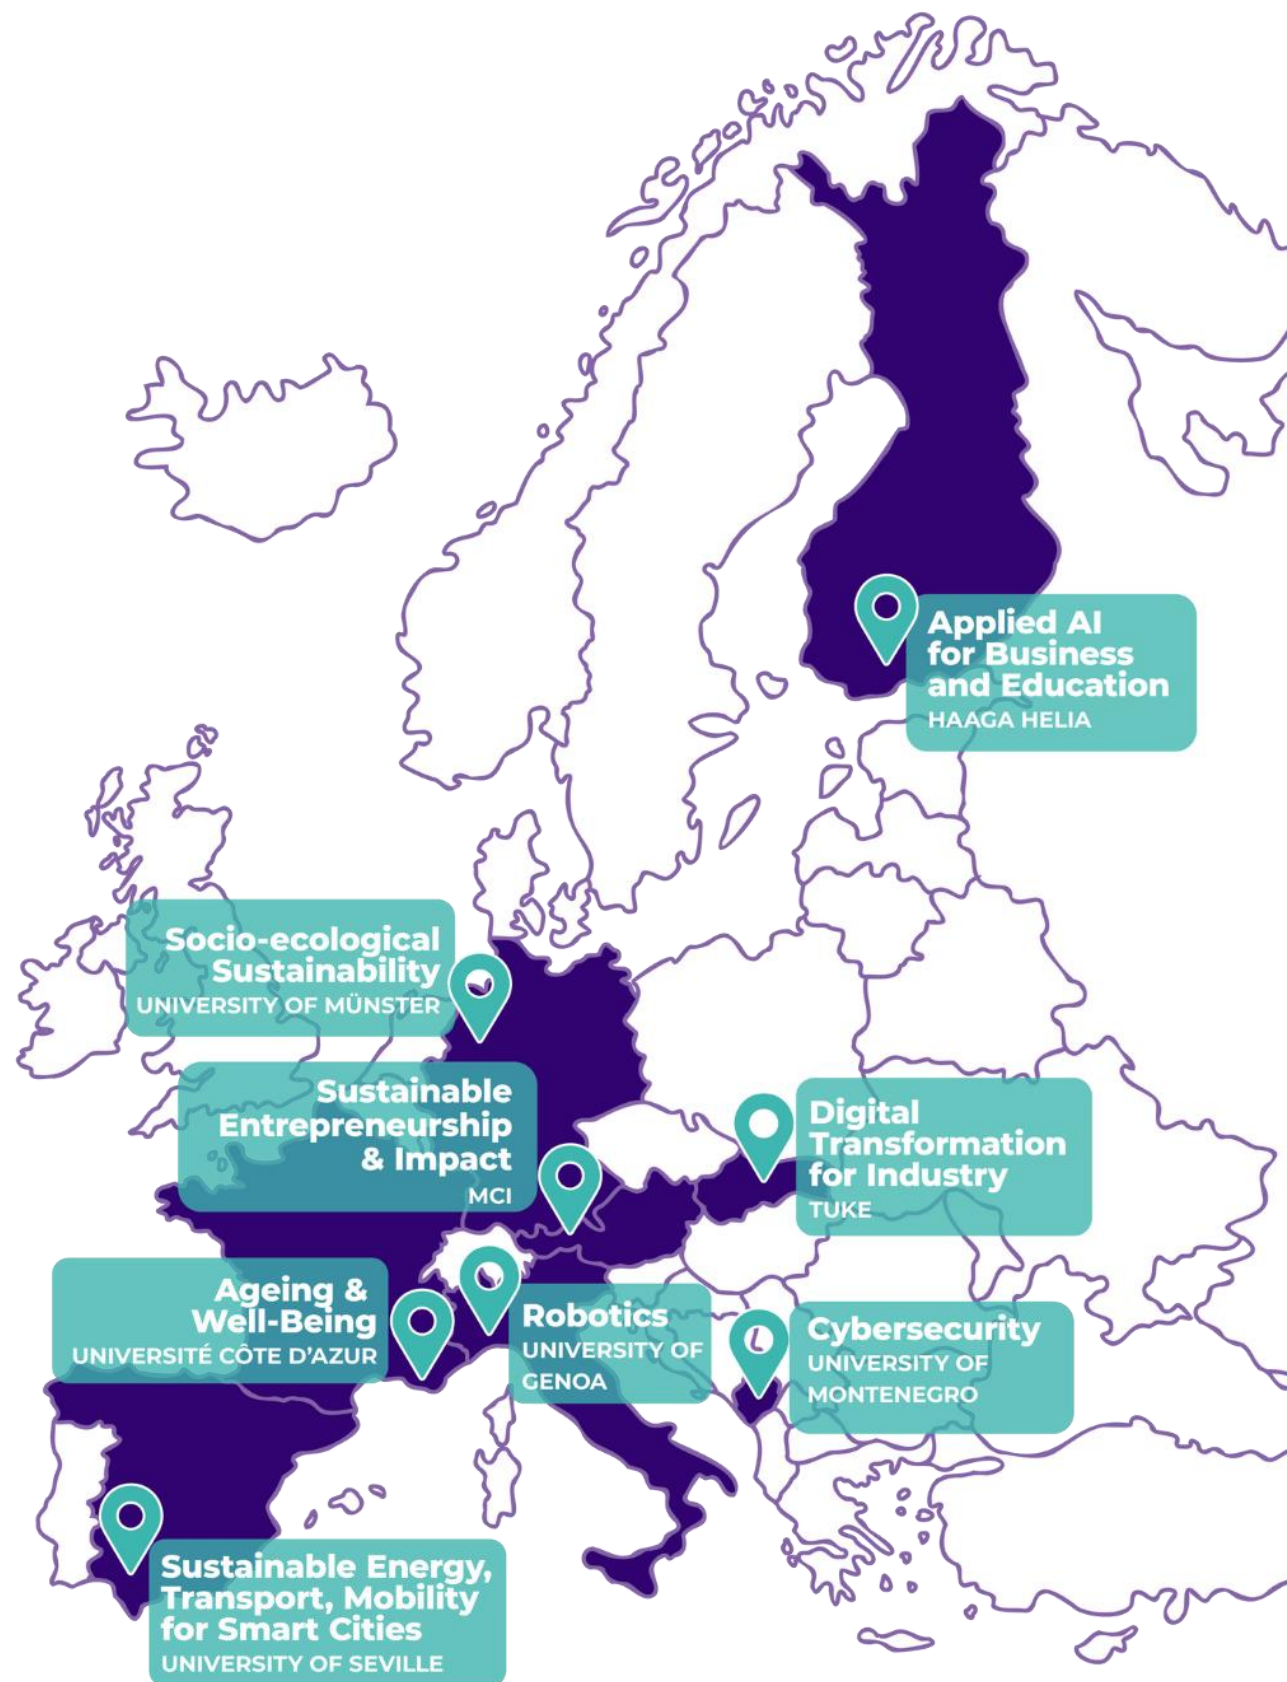 Applied AI
for Business
and Education
HAAGA HELIA
Socio-ecological
Sustainability
UNIVERSITY OF MÜNSTER
Sustainable
Entrepreneurship
& Impact
MCI
Digital
Transformation
for Industry
TUKE
Ageing &
Well-Being
UNIVERSITÉ CÔTE D'AZUR
Robotics
UNIVERSITY OF
GENOA
Cybersecurity
UNIVERSITY OF
MONTENEGRO
Sustainable Energy,
Transport, Mobility
for Smart Cities
UNIVERSITY OF SEVILLE